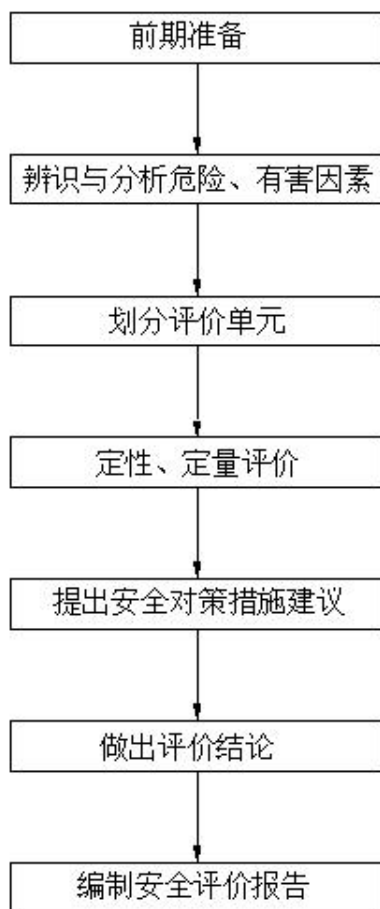 前期准备
辨识与分析危险、有害因素
划分评价单元
定性、定量评价
提出安全对策措施建议
做出评价结论
编制安全评价报告